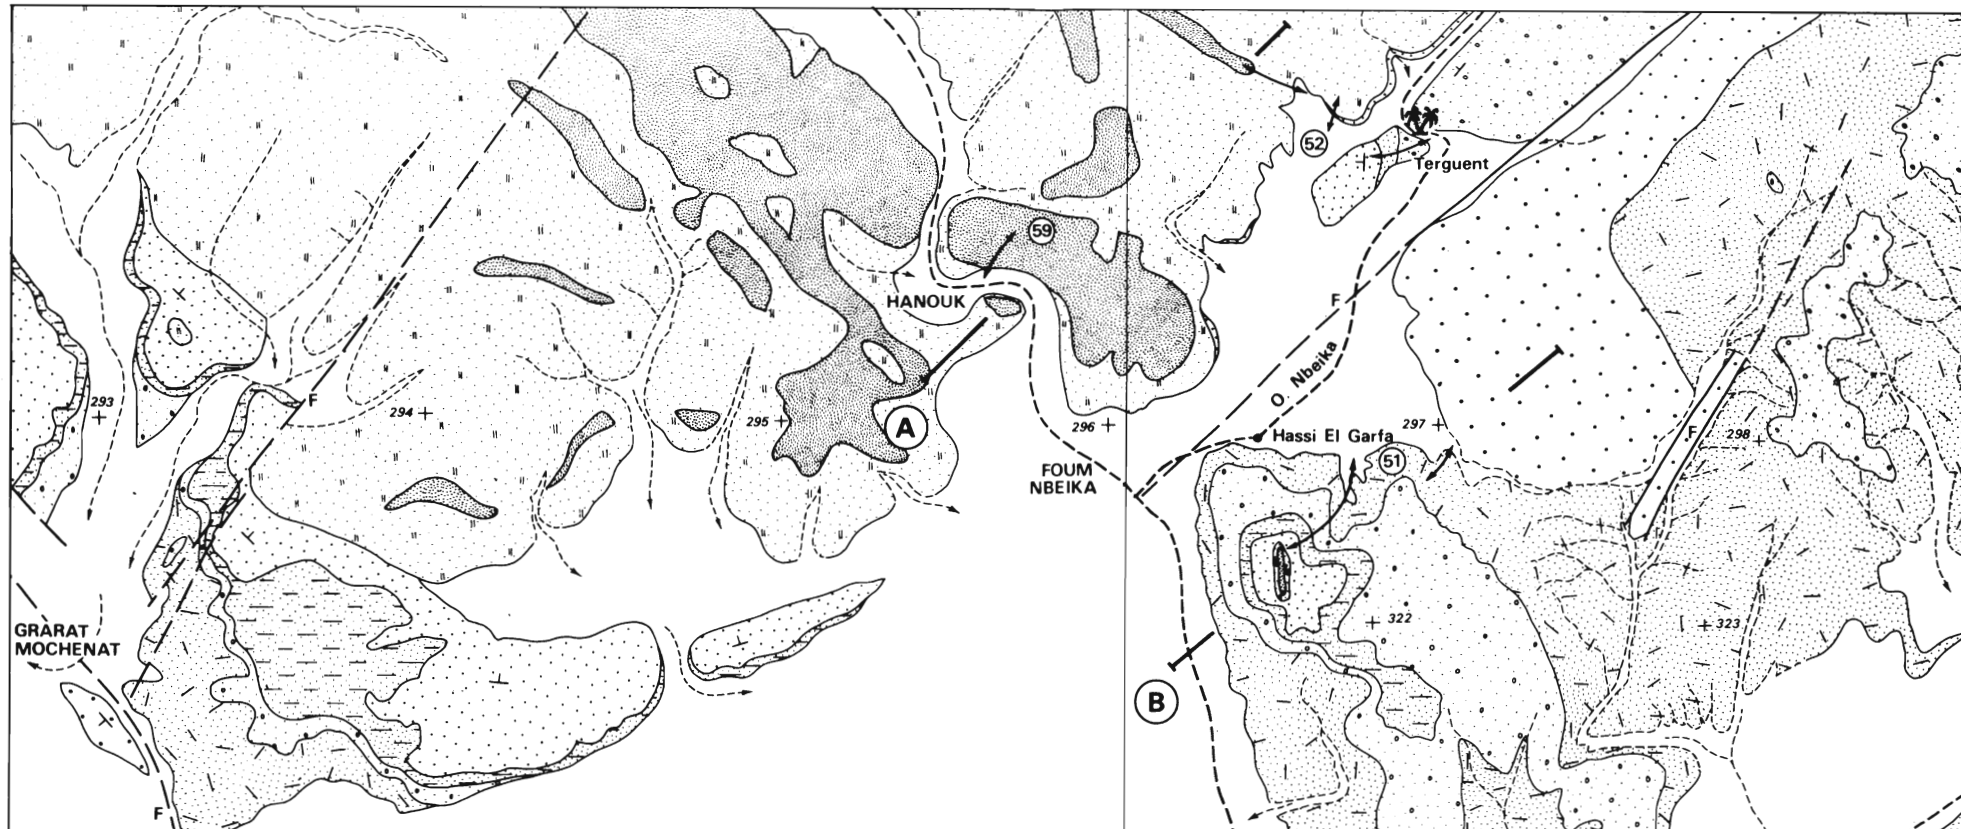 52
Terguent
59
HANOUK
F
O Nbeika
293
F
294
295
A
296
297
F
298
Hassi El Garfa
51
FOUM
NBEIKA
GRARAT
MOCHENAT
322
323
B
F